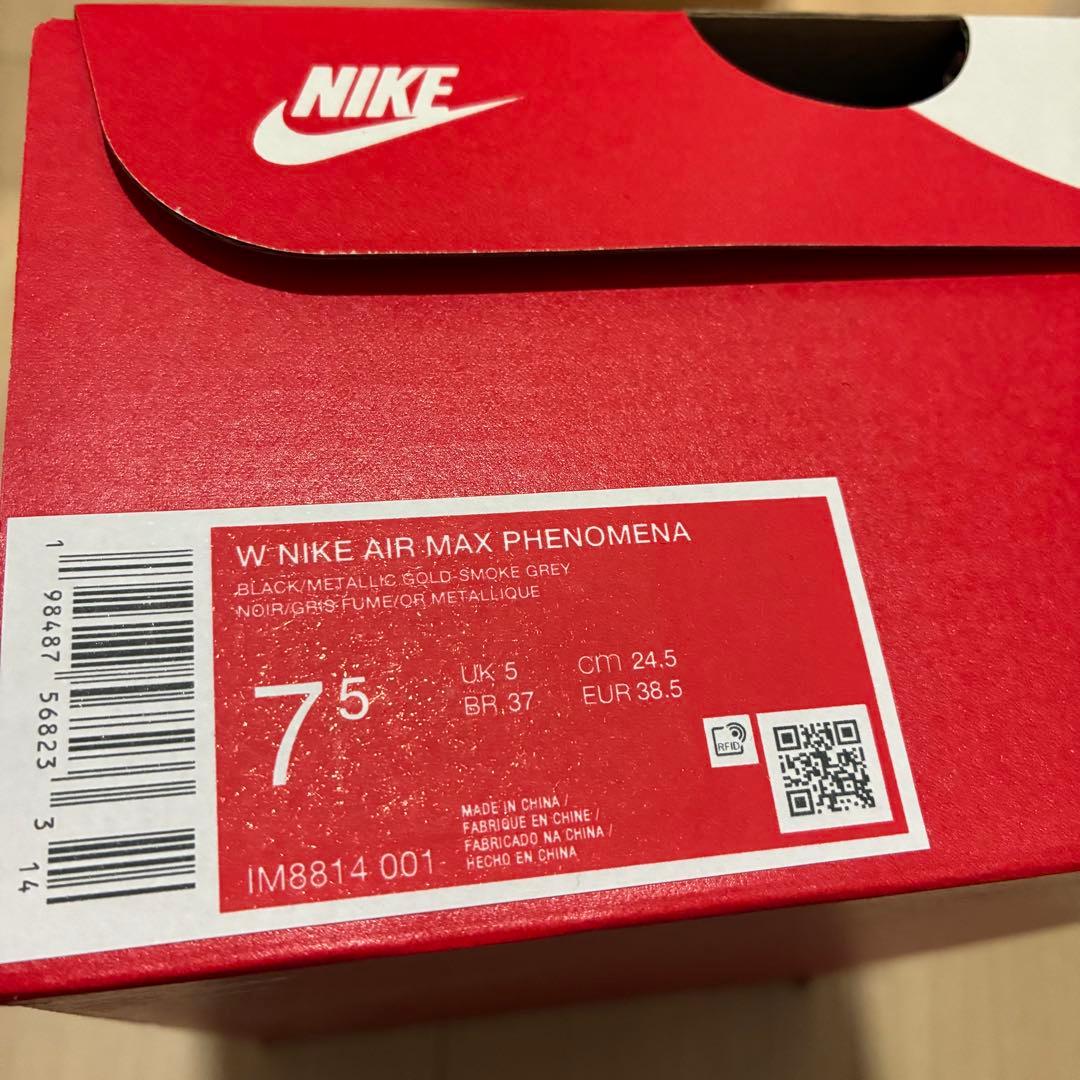 NIKE
W NIKE AIR MAX PHENOMENA
BLACK/METALLIC GOLD-SMOKE GREY
NOIR/GRIS FUME/OR METALLIQUE
7 5
UK 5
cm 24.5
BR 37
EUR 38.5
RFID
MADE IN CHINA /
FABRIQUE EN CHINE /
FABRICADO NA CHINA /
HECHO EN CHINA
IM8814 001
1 98487 56823 3 14